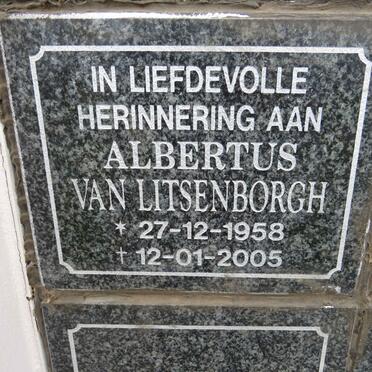 IN LIEFDEVOLLE
HERINNERING AAN
ALBERTUS
VAN LITSENBORGH
* 27-12-1958
† 12-01-2005